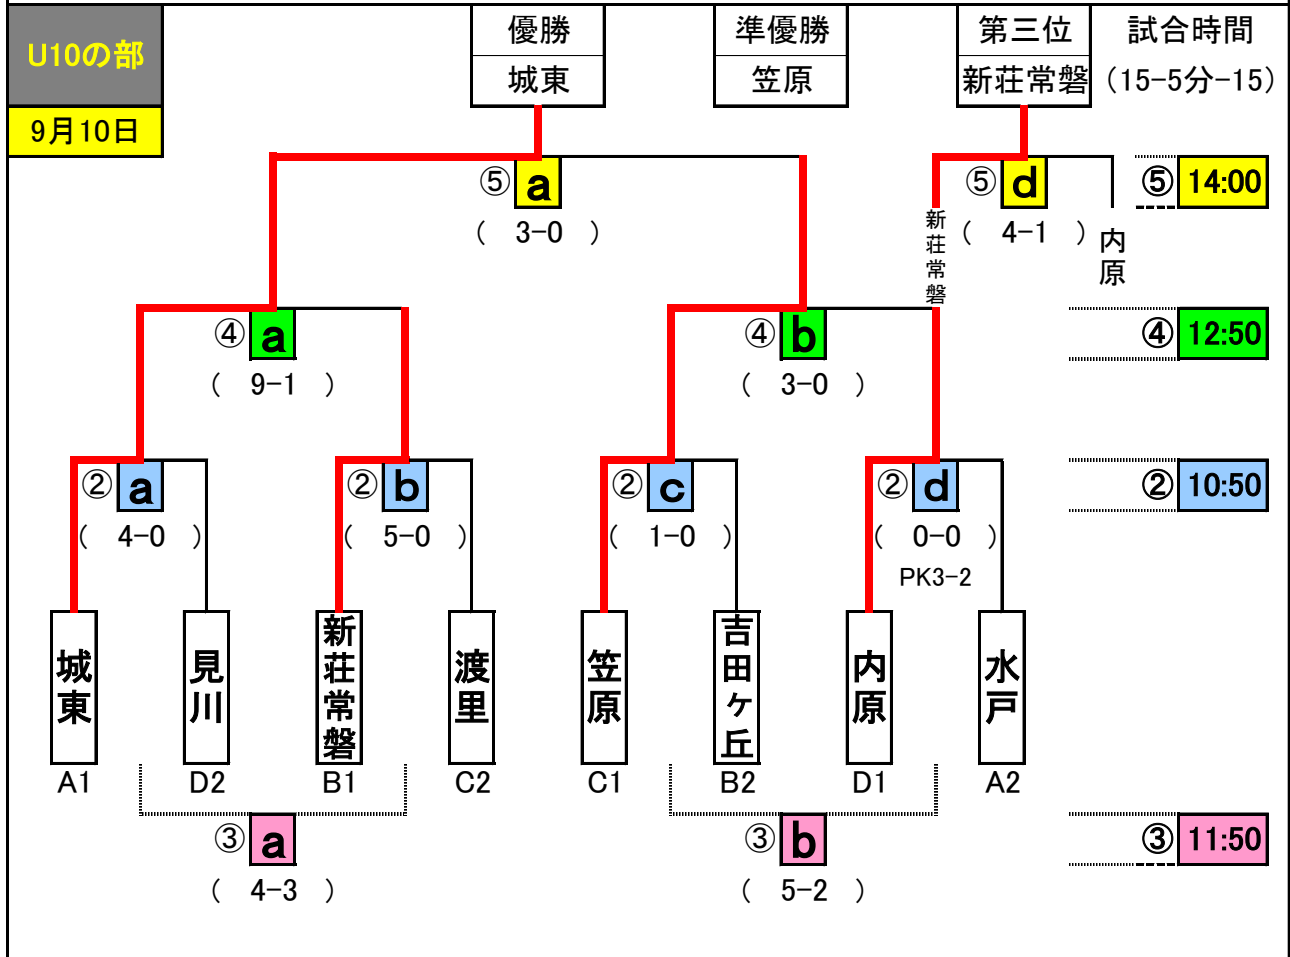 U10の部
優勝
準優勝
第三位
試合時間
城東
笠原
新荘常磐
(15-5分-15)
9月10日
⑤ a
⑤ d
⑤ 14:00
( 3-0 )
新荘常磐
( 4-1 )
内原
④ a
④ b
④ 12:50
( 9-1 )
( 3-0 )
② a
② b
② c
② d
② 10:50
( 4-0 )
( 5-0 )
( 1-0 )
( 0-0 )
PK3-2
城東
見川
新荘常磐
渡里
笠原
吉田ヶ丘
内原
水戸
A1
D2
B1
C2
C1
B2
D1
A2
③ a
③ b
③ 11:50
( 4-3 )
( 5-2 )